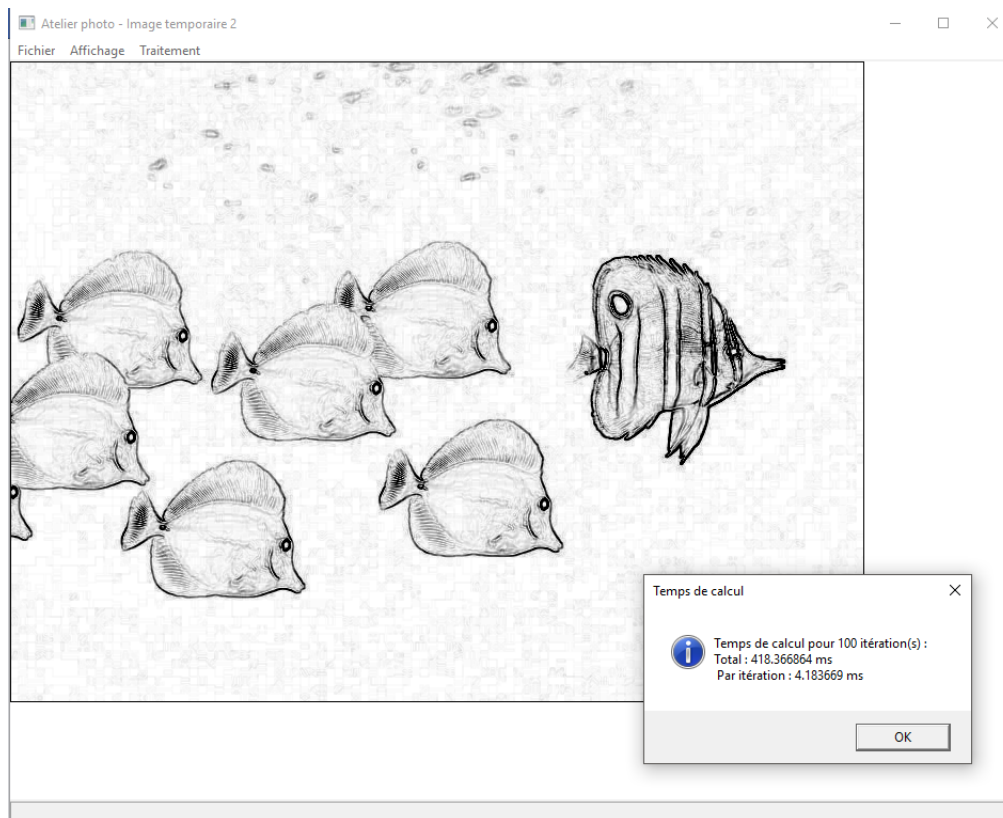 Atelier photo - Image temporaire 2
Fichier Affichage Traitement
Temps de calcul
Temps de calcul pour 100 itération(s) :
Total : 418.366864 ms
Par itération : 4.183669 ms
OK